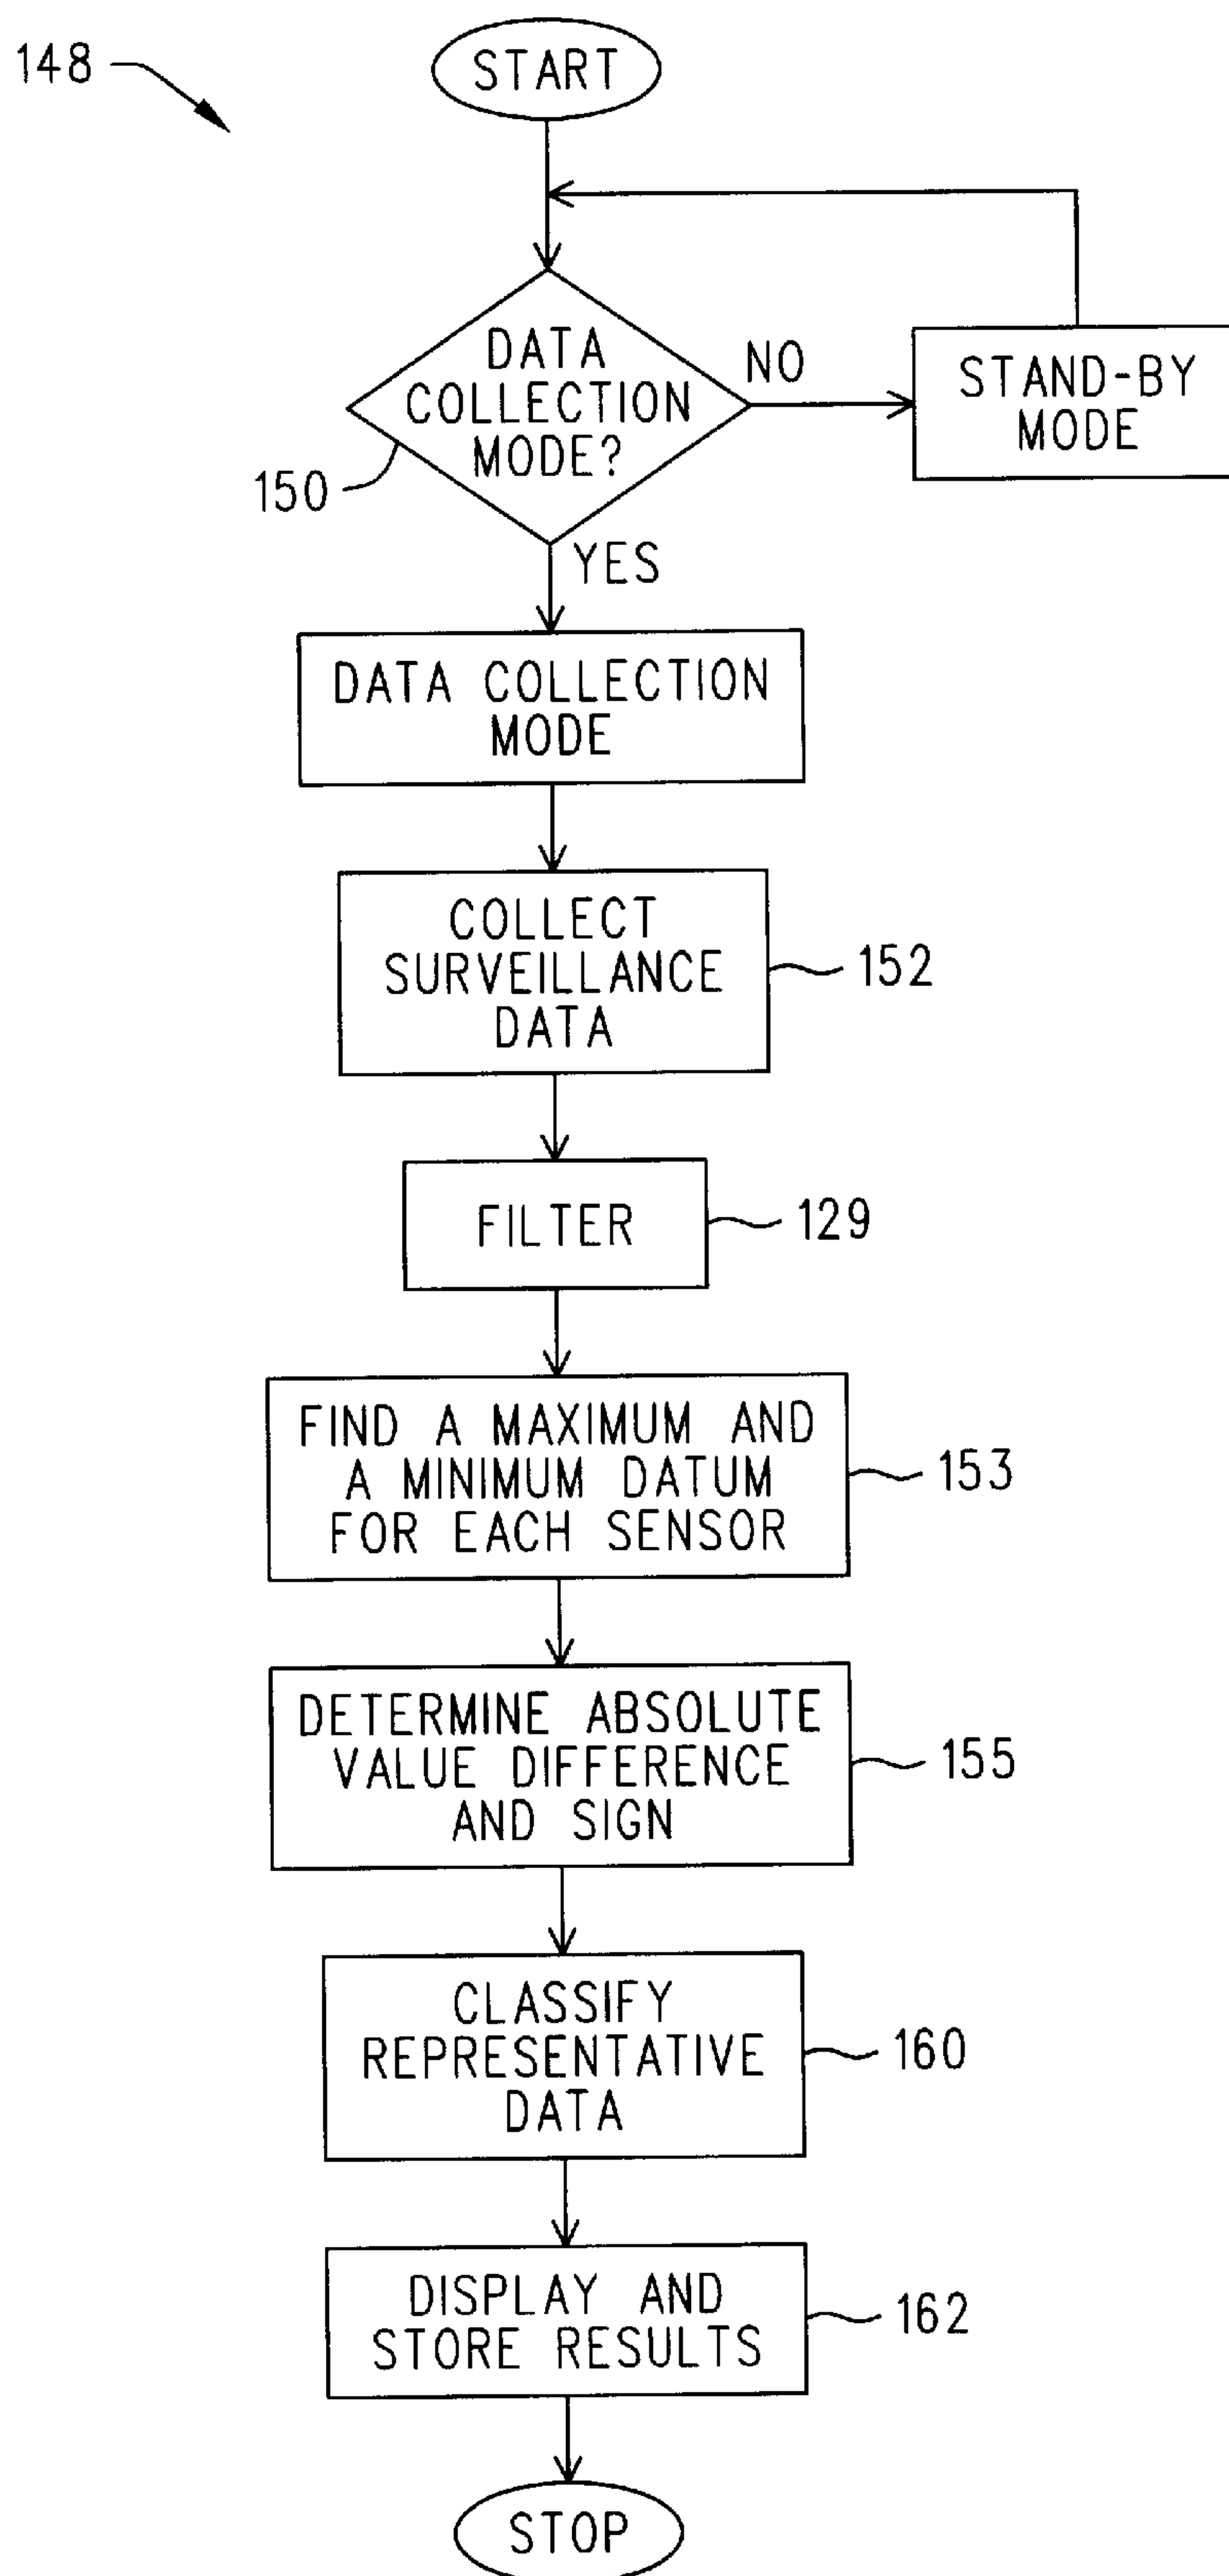 148
START
DATA
COLLECTION
MODE?
NO
STAND-BY
MODE
150
YES
DATA COLLECTION
MODE
COLLECT
SURVEILLANCE
DATA
152
FILTER
129
FIND A MAXIMUM AND
A MINIMUM DATUM
FOR EACH SENSOR
153
DETERMINE ABSOLUTE
VALUE DIFFERENCE
AND SIGN
155
CLASSIFY
REPRESENTATIVE
DATA
160
DISPLAY AND
STORE RESULTS
162
STOP